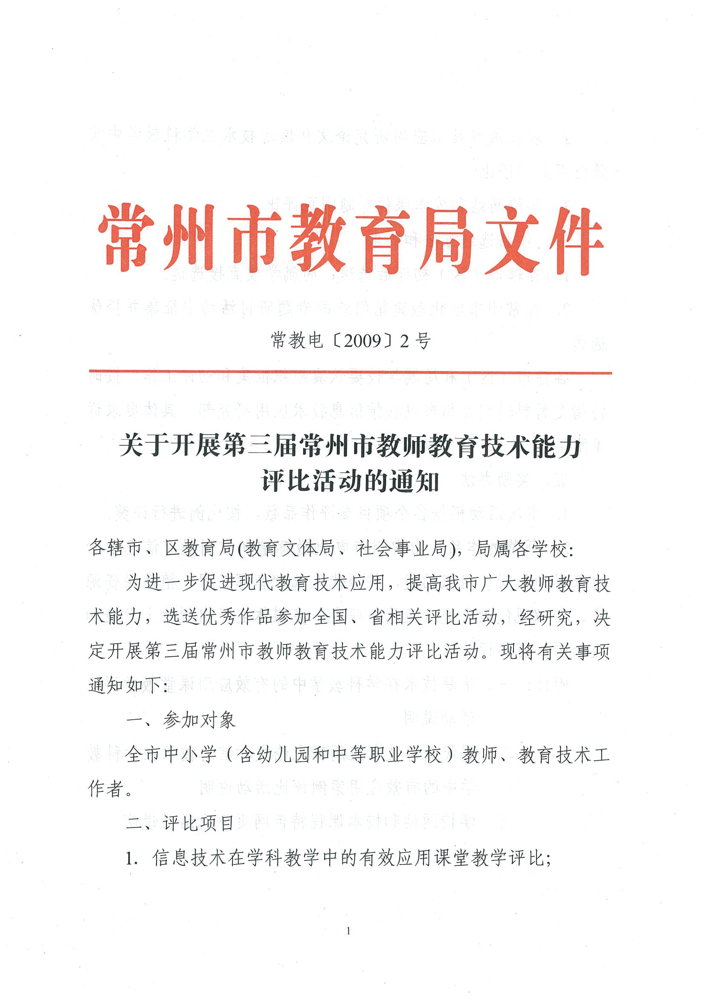 常州市教育局文件
常教电〔2009〕2号
关于开展第三届常州市教师教育技术能力
评比活动的通知
各辖市、区教育局(教育文体局、社会事业局)，局属各学校：
为进一步促进现代教育技术应用，提高我市广大教师教育技
术能力，选送优秀作品参加全国、省相关评比活动，经研究，决
定开展第三届常州市教师教育技术能力评比活动。现将有关事项
通知如下：
一、参加对象
全市中小学（含幼儿园和中等职业学校）教师、教育技术工
作者。
二、评比项目
1. 信息技术在学科教学中的有效应用课堂教学评比；
1